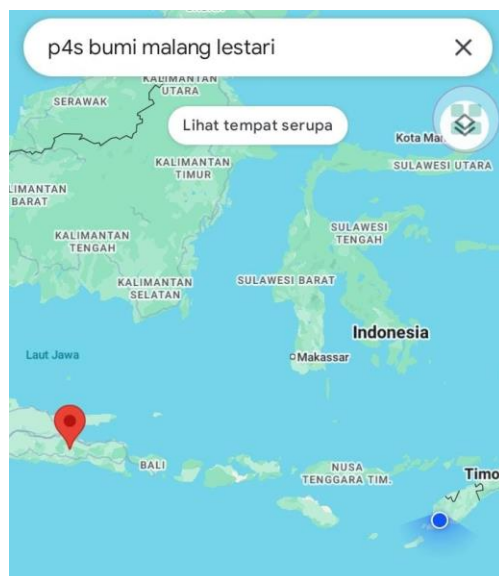 p4s bumi malang lestari
KALIMANTAN
UTARA
SERAWAK
Lihat tempat serupa
Kota Ma
SULAWESI UTARA
KALIMANTAN
TIMUR
LIMANTAN
BARAT
KALIMANTAN
TENGAH
SULAWESI
TENGAH
KALIMANTAN
SELATAN
SULAWESI BARAT
Indonesia
Laut Jawa
Makassar
BALI
NUSA
TENGGARA TIM.
Timo